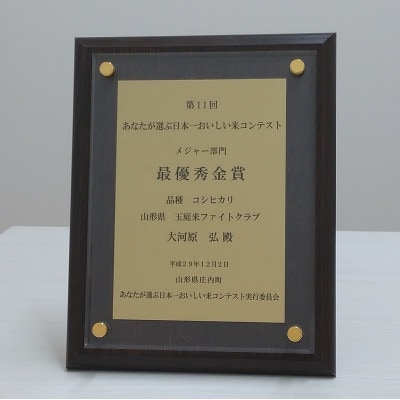 第11回
あなたが選ぶ日本一おいしい米コンテスト
メジャー部門
最優秀金賞
品種 コシヒカリ
山形県 玉庭米ファイトクラブ
大河原 弘 殿
平成29年12月2日
山形県庄内町
あなたが選ぶ日本一おいしい米コンテスト実行委員会